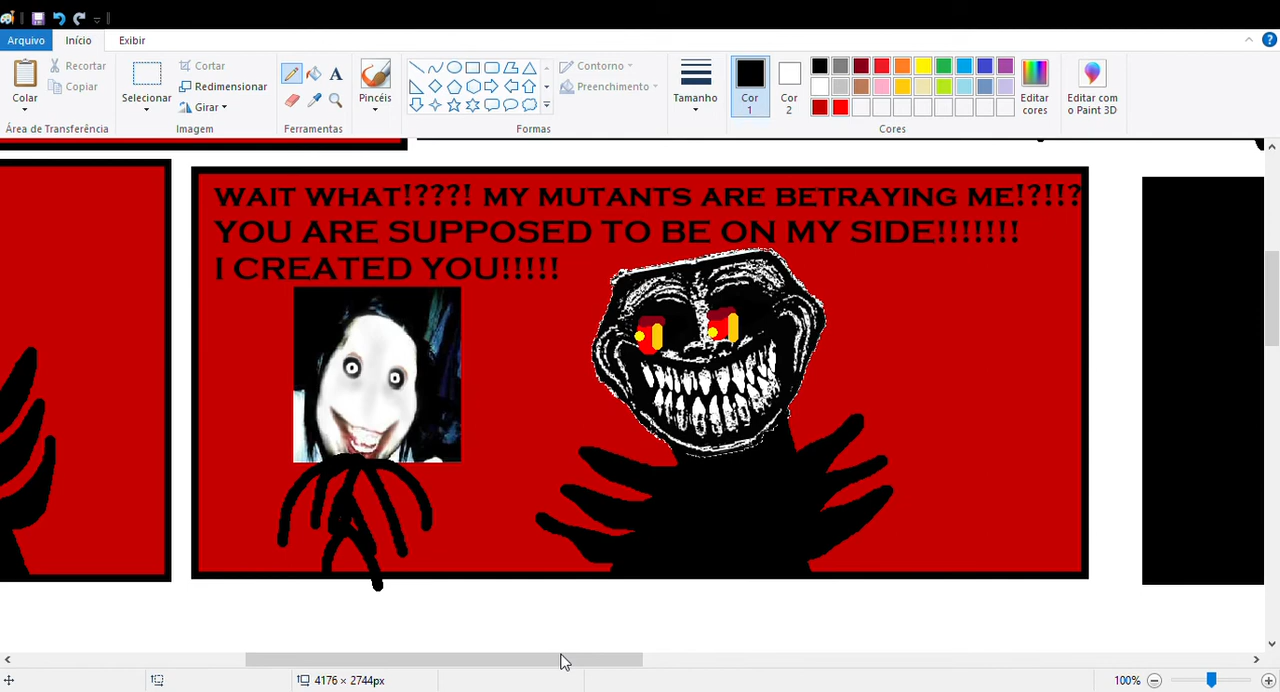 Arquivo Início Exibir
Colar
Recortar
Copiar
Área de Transferência
Selecionar
Cortar
Redimensionar
Girar
Imagem
A
Ferramentas
Pincéis
Contorno
Preenchimento
Formas
Tamanho
Cor 1
Cor 2
Editar cores
Cores
Editar com o Paint 3D
WAIT WHAT!???! MY MUTANTS ARE BETRAYING ME!?!!?
YOU ARE SUPPOSED TO BE ON MY SIDE!!!!!!!
I CREATED YOU!!!!!
4176 × 2744px
100%